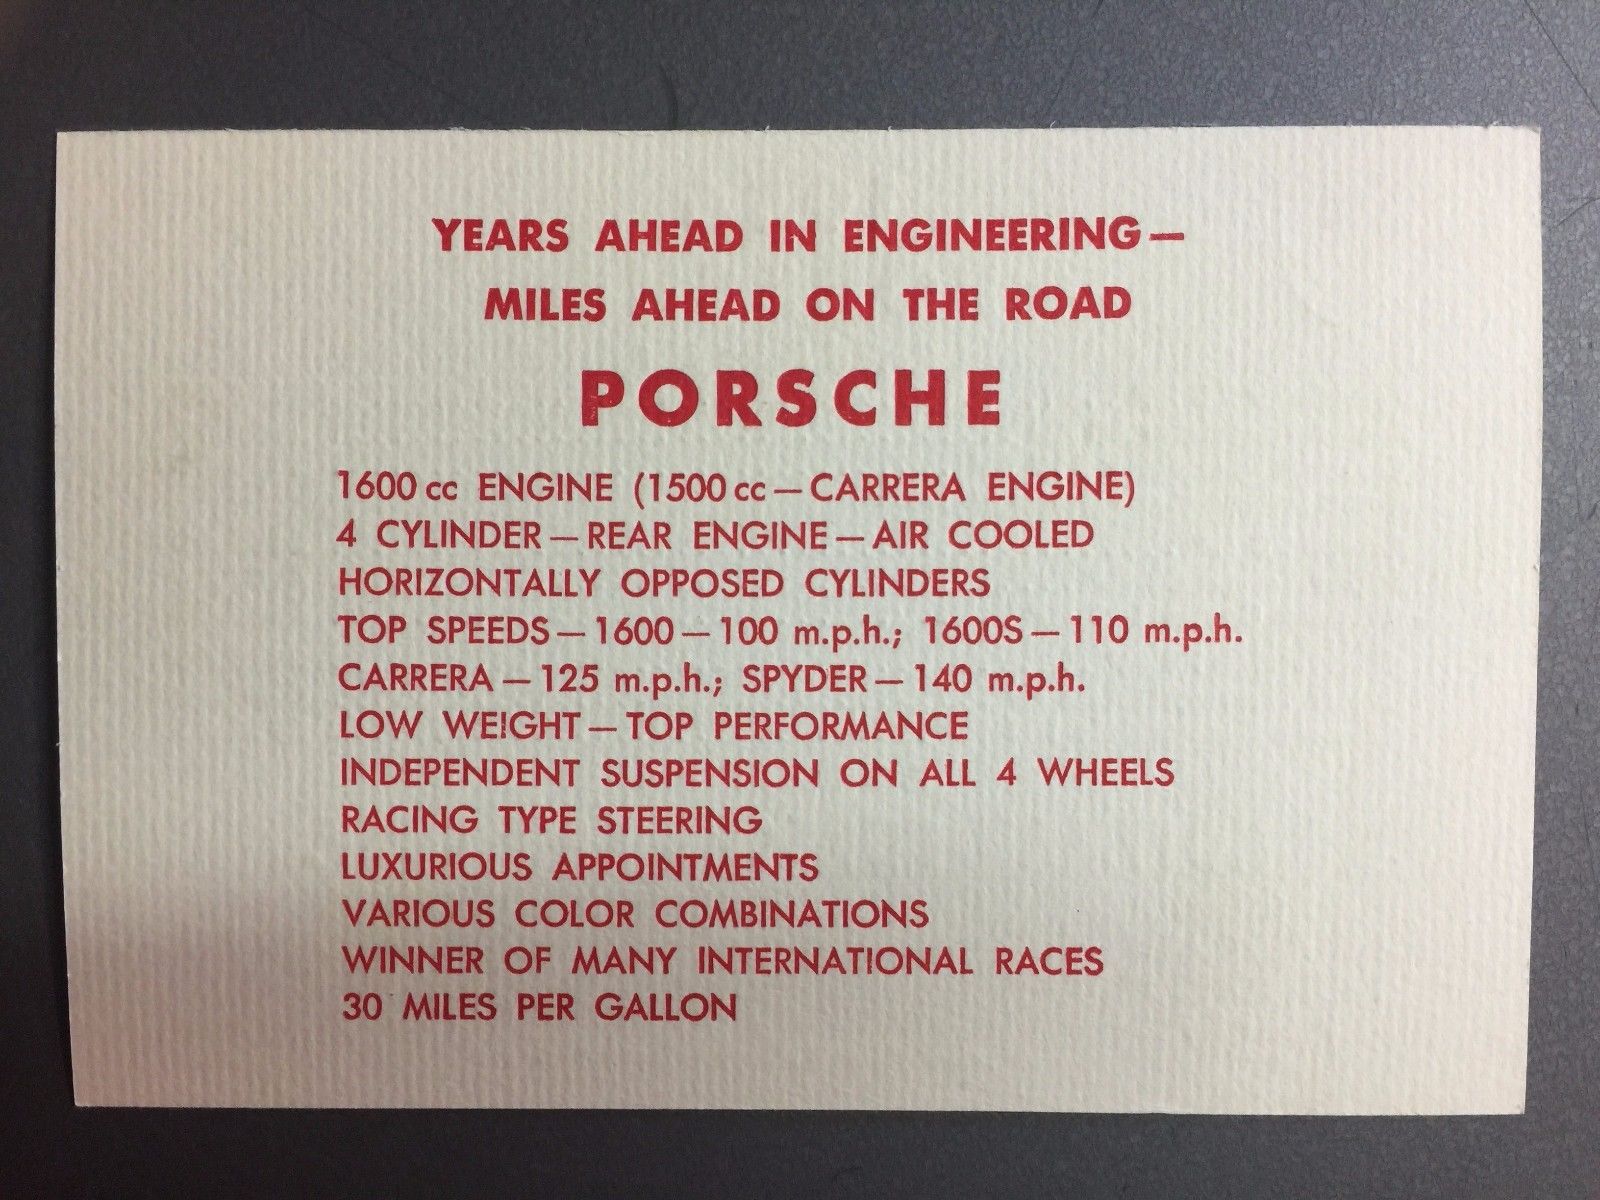 YEARS AHEAD IN ENGINEERING—
MILES AHEAD ON THE ROAD
PORSCHE
1600 cc ENGINE (1500 cc — CARRERA ENGINE)
4 CYLINDER — REAR ENGINE — AIR COOLED
HORIZONTALLY OPPOSED CYLINDERS
TOP SPEEDS — 1600 — 100 m.p.h.; 1600S — 110 m.p.h.
CARRERA — 125 m.p.h.; SPYDER — 140 m.p.h.
LOW WEIGHT — TOP PERFORMANCE
INDEPENDENT SUSPENSION ON ALL 4 WHEELS
RACING TYPE STEERING
LUXURIOUS APPOINTMENTS
VARIOUS COLOR COMBINATIONS
WINNER OF MANY INTERNATIONAL RACES
30 MILES PER GALLON